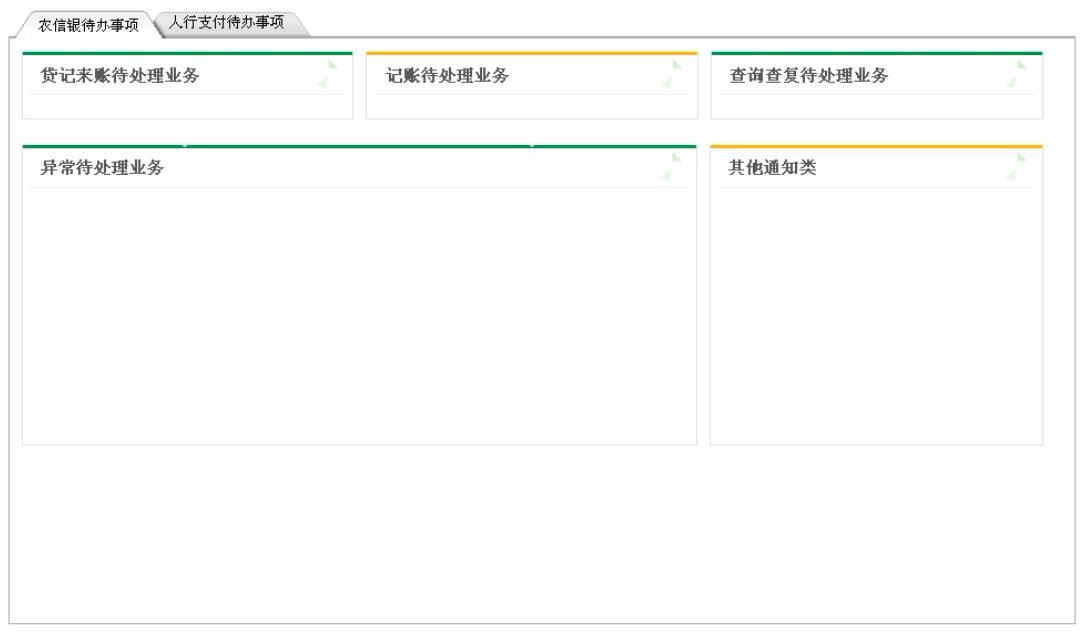 农信银待办事项
人行支付待办事项
贷记来账待处理业务
记账待处理业务
查询查复待处理业务
异常待处理业务
其他通知类